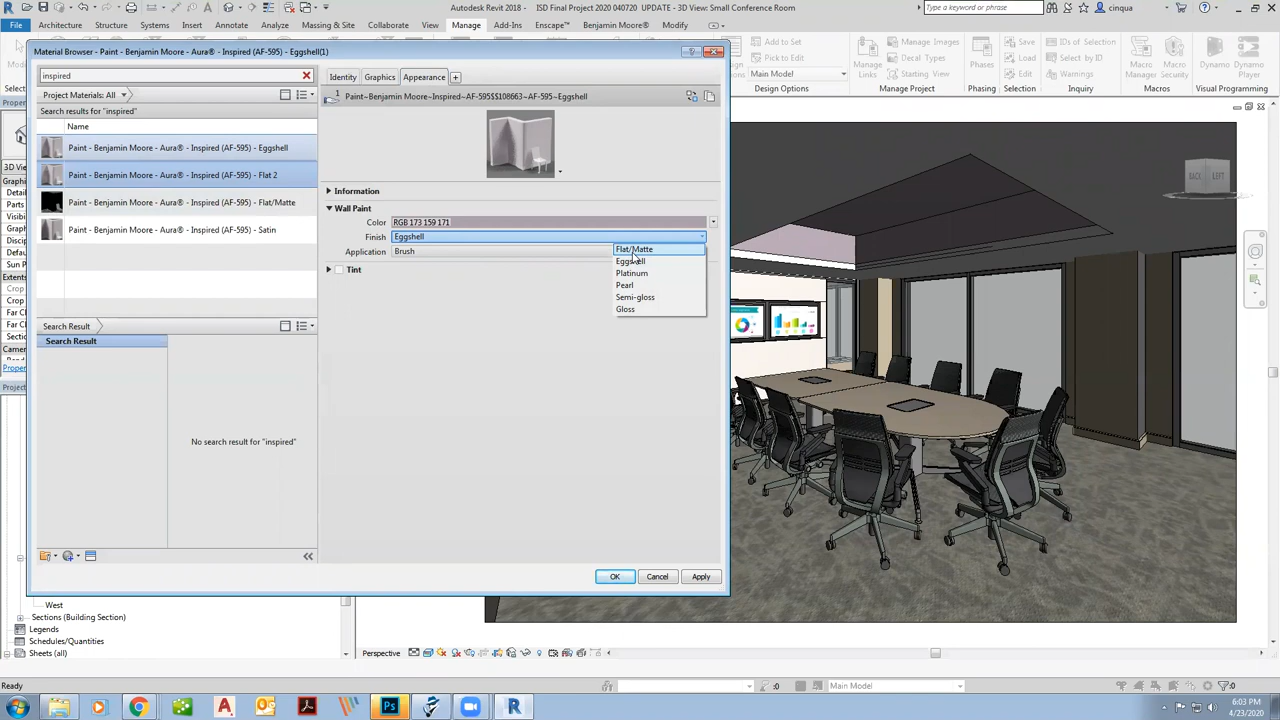 Autodesk Revit 2018 - ISD Final Project 040720 UPDATE - 3D View: Small Conference Room
Type a keyword or phrase
cinqua
File Architecture Structure Insert Annotate Analyze Massing & Site Collaborate View Manage Add-Ins Enscape™ Benjamin Moore® Modify
Material Browser - Paint - Benjamin Moore - Aura® - Inspired (AF-595) - Eggshell(1)
Add to Set
Pick to Edit
Main Model
Design Options
Manage Links
Manage Images
Decal Types
Starting View
Manage Project
Phases
Phasing
Save
Load
Edit
Selection
IDs of Selection
Select by ID
Warnings
Inquiry
Macro Manager
Macro Security
Macros
Dynamo
Dynamo Player
Visual Programming
inspired
Project Materials: All
Search results for "inspired"
Name
Paint - Benjamin Moore - Aura® - Inspired (AF-595) - Eggshell
Paint - Benjamin Moore - Aura® - Inspired (AF-595) - Flat 2
Paint - Benjamin Moore - Aura® - Inspired (AF-595) - Flat/Matte
Paint - Benjamin Moore - Aura® - Inspired (AF-595) - Satin
Search Result
Search Result
No search result for "inspired"
Identity Graphics Appearance +
1
Paint~Benjamin Moore~Inspired~AF-595$$$108663~AF-595~Eggshell
Information
Wall Paint
Color RGB 173 159 171
Finish Eggshell
Application Brush
Tint
Flat/Matte
Eggshell
Platinum
Pearl
Semi-gloss
Gloss
OK Cancel Apply
BACK LEFT
West
Sections (Building Section)
Legends
Schedules/Quantities
Sheets (all)
Perspective
Ready
:0
Main Model
:0
6:03 PM
4/23/2020